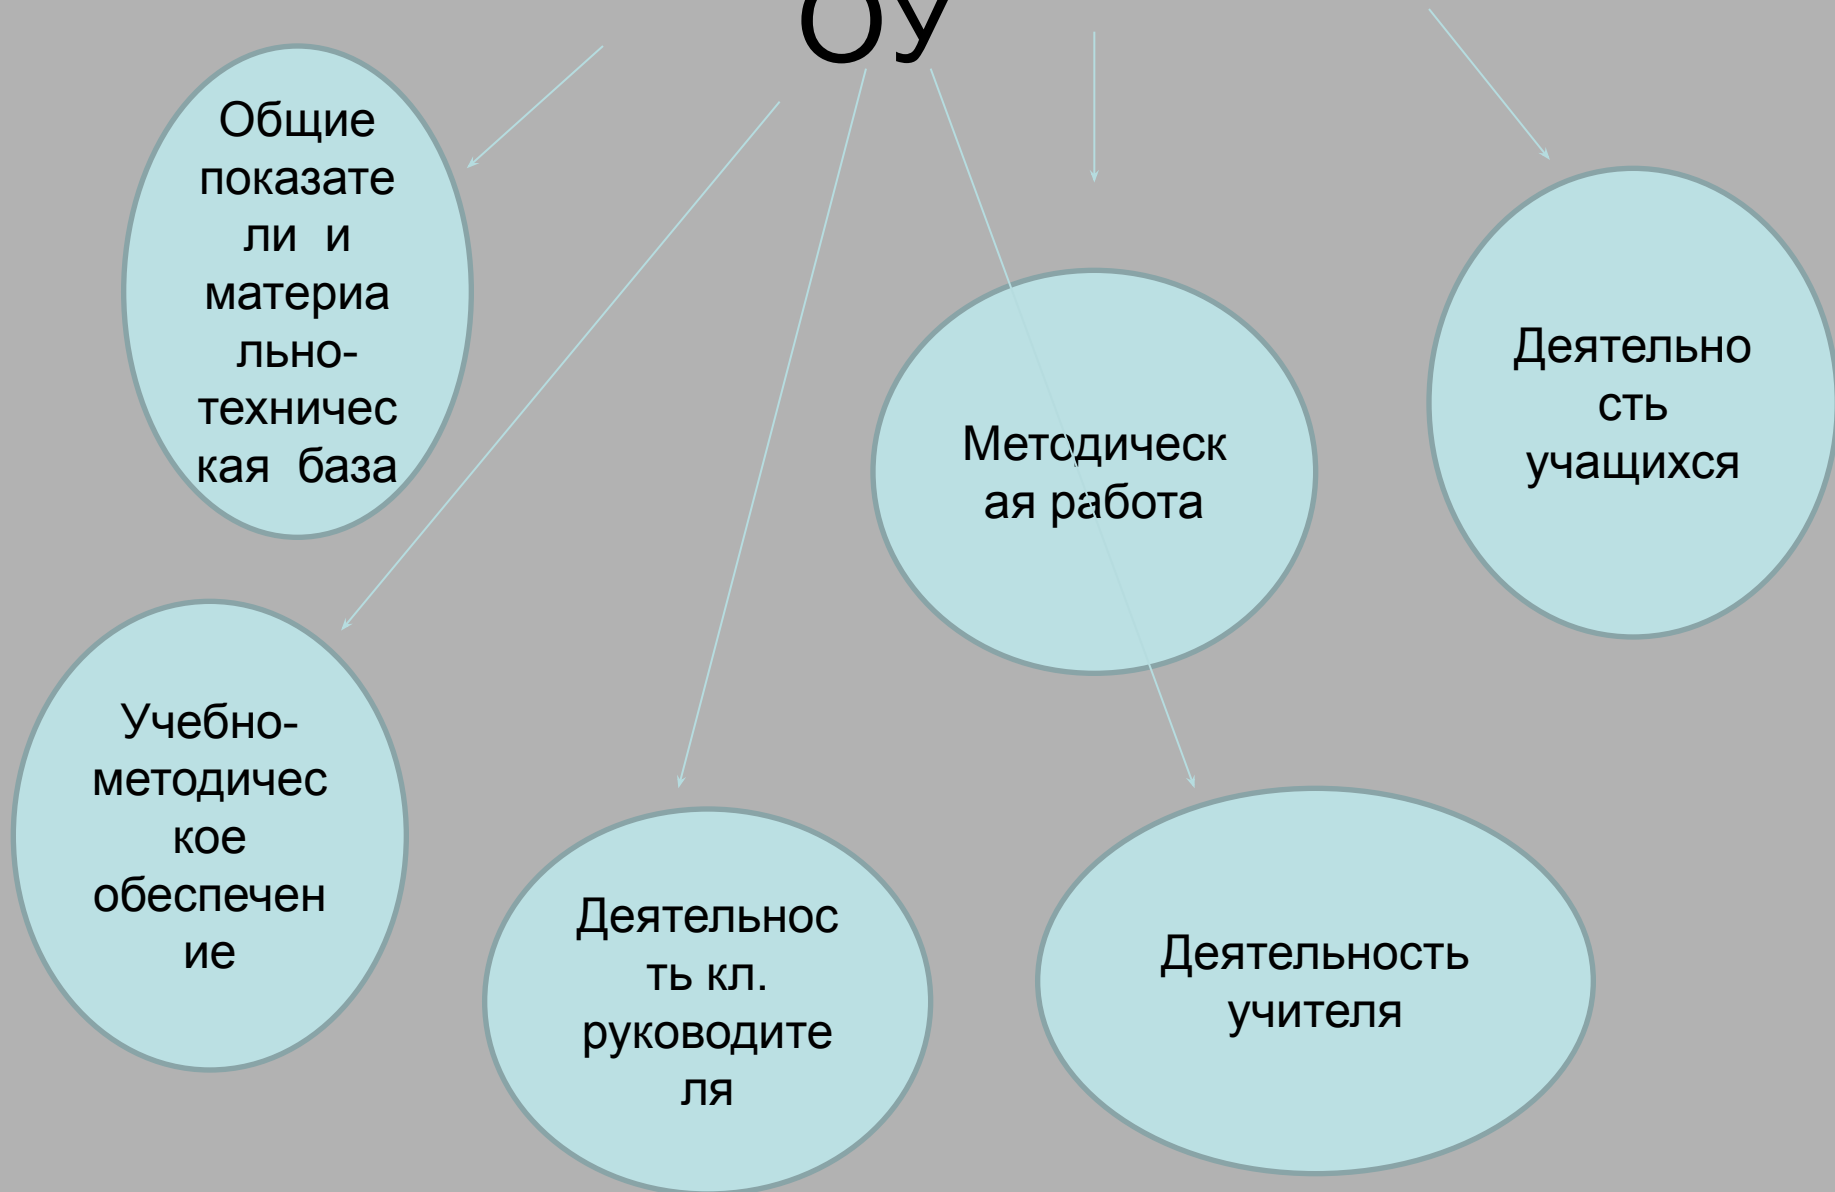 ОУ
Общие
показате
ли и
материа
льно-
техничес
кая база
Методическ
ая работа
Деятельно
сть
учащихся
Учебно-
методичес
кое
обеспечен
ие
Деятельнос
ть кл.
руководите
ля
Деятельность
учителя